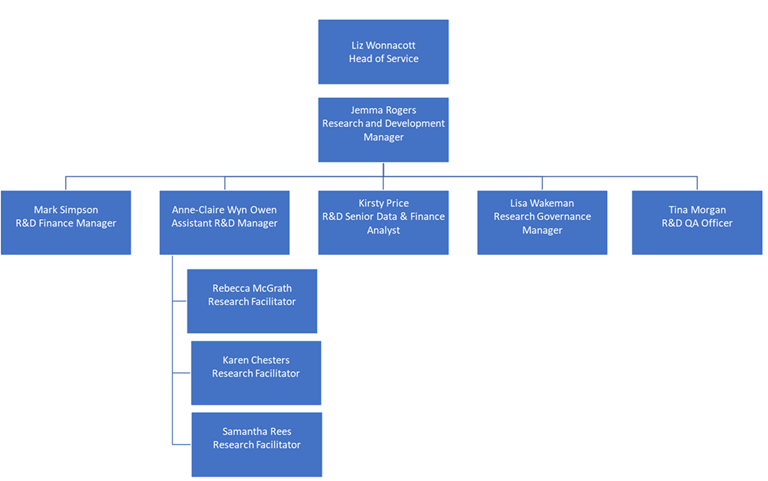 Liz Wonnacott
Head of Service
Jemma Rogers
Research and Development
Manager
Mark Simpson
R&D Finance Manager
Anne-Claire Wyn Owen
Assistant R&D Manager
Kirsty Price
R&D Senior Data & Finance
Analyst
Lisa Wakeman
Research Governance
Manager
Tina Morgan
R&D QA Officer
Rebecca McGrath
Research Facilitator
Karen Chesters
Research Facilitator
Samantha Rees
Research Facilitator